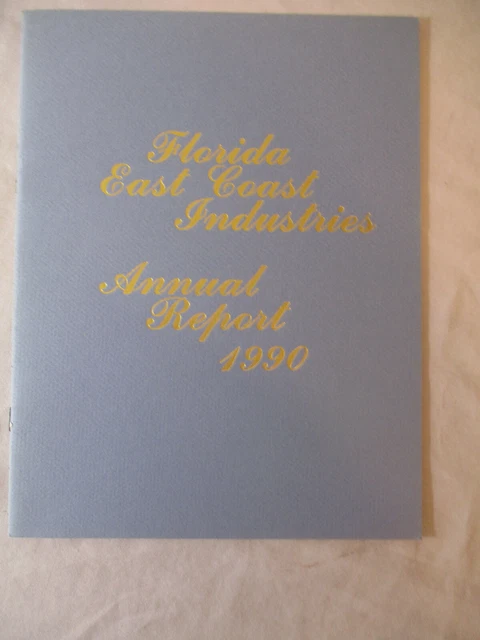 Florida
East Coast
Industries
Annual
Report
1990